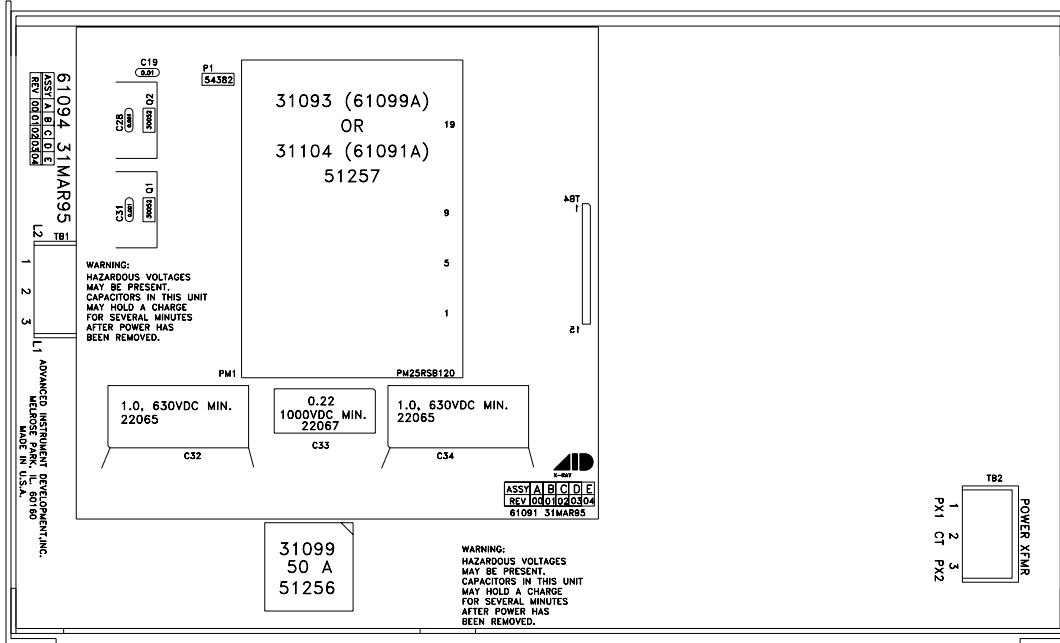 61094 31MAR95
ASSY A B C D E
REV 00 01 02 03 04
L2
TB1
1
2
3
L1
ADVANCED INSTRUMENT DEVELOPMENT,INC.
MELROSE PARK, IL. 60160
MADE IN U.S.A.
C19
0.01
C28
0.001
30032
Q2
C31
0.001
30032
Q1
WARNING:
HAZARDOUS VOLTAGES
MAY BE PRESENT.
CAPACITORS IN THIS UNIT
MAY HOLD A CHARGE
FOR SEVERAL MINUTES
AFTER POWER HAS
BEEN REMOVED.
P1
54382
31093 (61099A)
OR
31104 (61091A)
51257
19
9
5
1
PM1
PM25RSB120
TB4
1
15
1.0, 630VDC MIN.
22065
C32
0.22
1000VDC MIN.
22067
C33
1.0, 630VDC MIN.
22065
C34
AID
X-RAY
ASSY A B C D E
REV 00 01 02 03 04
61091 31MAR95
31099
50 A
51256
WARNING:
HAZARDOUS VOLTAGES
MAY BE PRESENT.
CAPACITORS IN THIS UNIT
MAY HOLD A CHARGE
FOR SEVERAL MINUTES
AFTER POWER HAS
BEEN REMOVED.
TB2
POWER XFMR
1 2 3
PX1 CT PX2